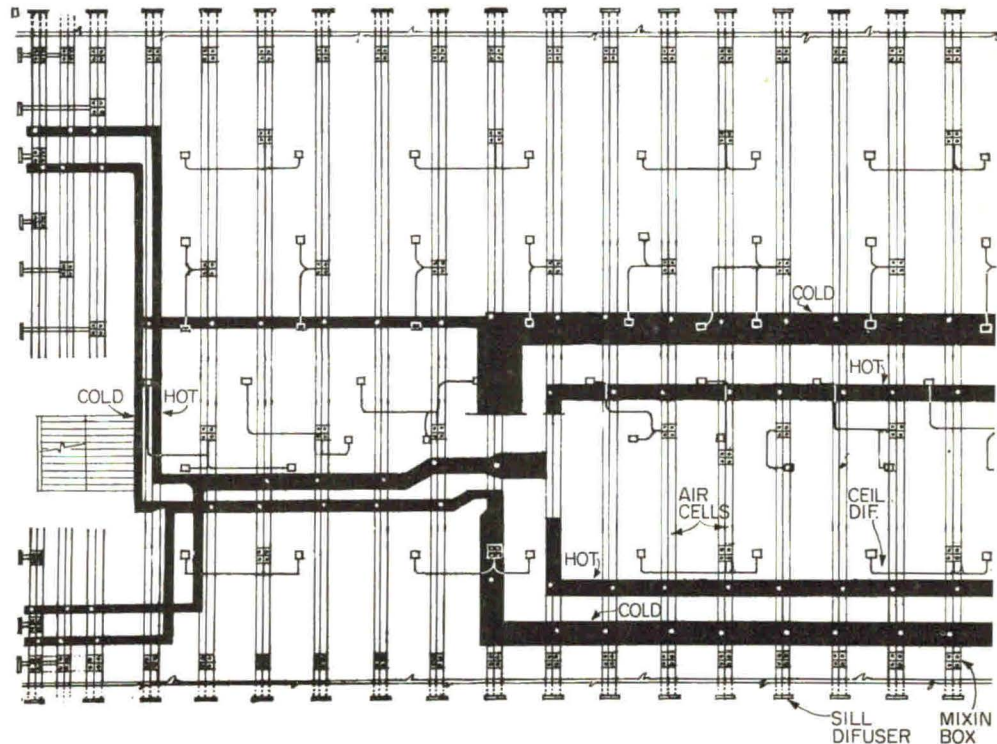 COLD
HOT
COLD
HOT
AIR
CELLS
CEIL
DIF.
HOT
COLD
SILL
DIFUSER
MIXIN
BOX